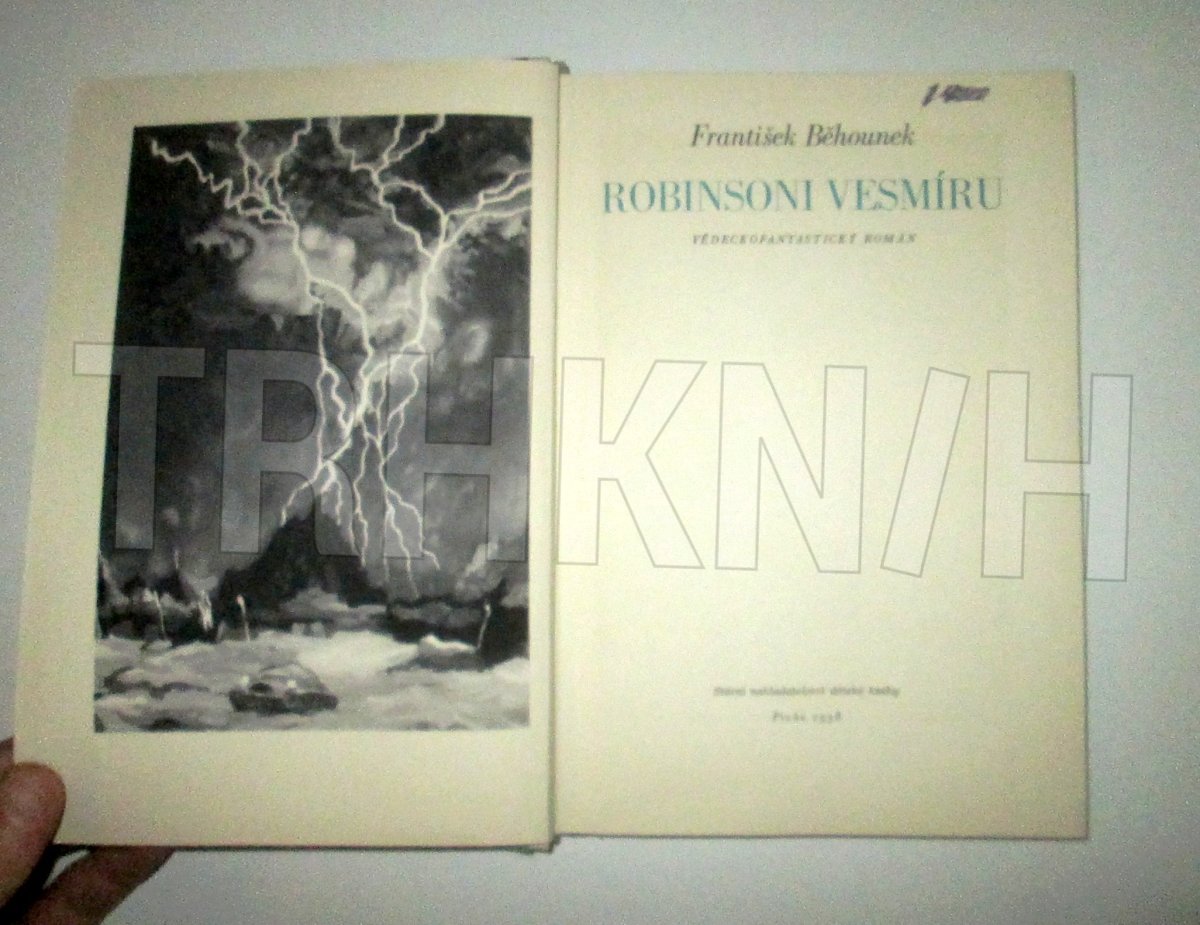 František Běhounek
ROBINSONI VESMÍRU
VĚDECKOFANTASTICKÝ ROMÁN
TRHKNIH
Státní nakladatelství dětské knihy
Praha 1958